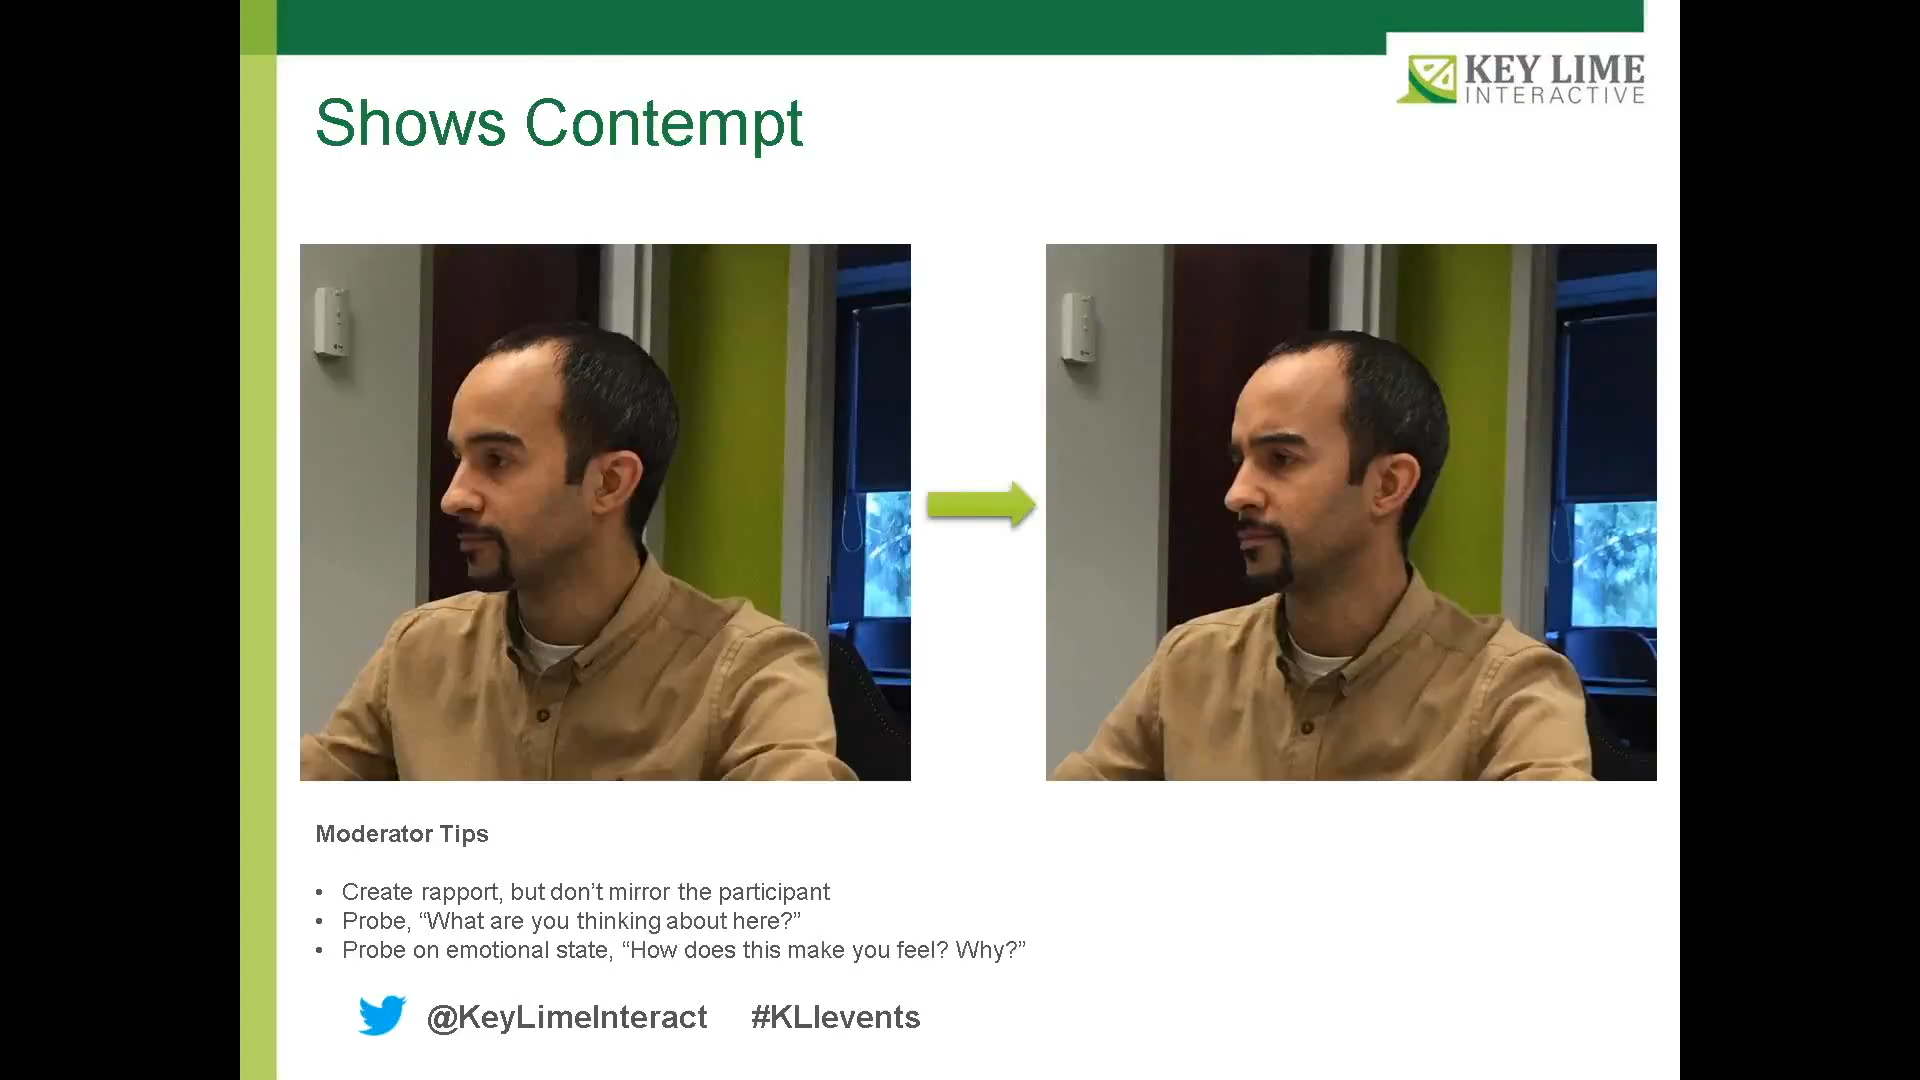 KEY LIME
INTERACTIVE
Shows Contempt
Moderator Tips
• Create rapport, but don’t mirror the participant
• Probe, “What are you thinking about here?”
• Probe on emotional state, “How does this make you feel? Why?”
@KeyLimeInteract #KLIevents